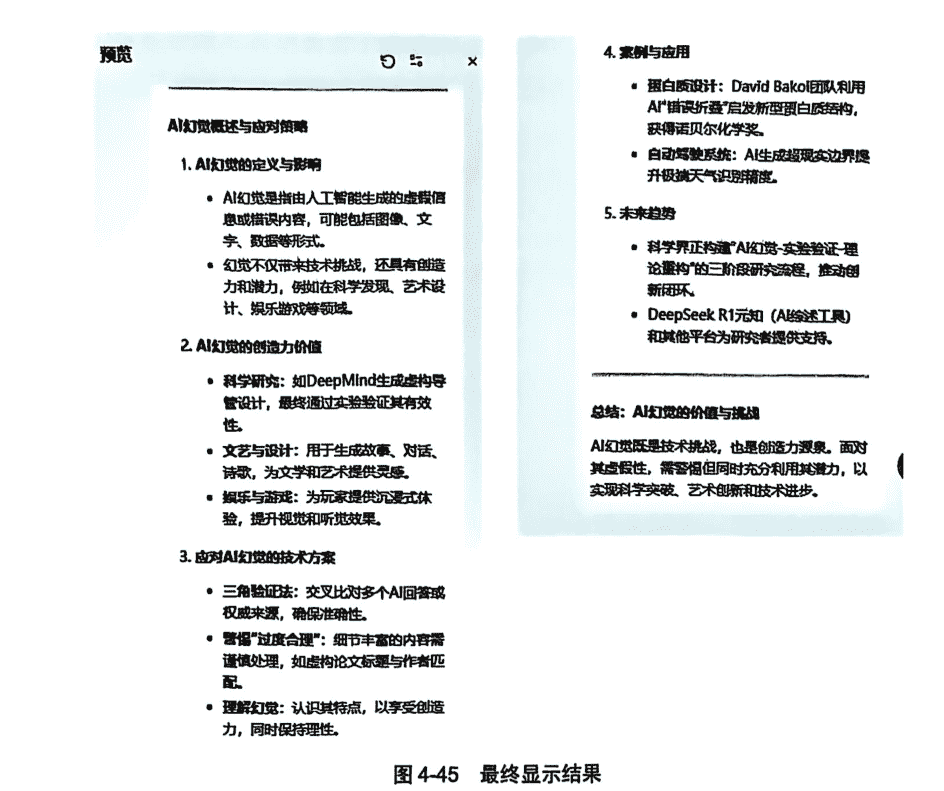 预览
AI幻觉概述与应对策略
1. AI幻觉的定义与影响
• AI幻觉是指由人工智能生成的虚假信
息或错误内容，可能包括图像、文
字、数据等形式。
• 幻觉不仅带来技术挑战，还具有创造
力和潜力，例如在科学发现、艺术设
计、娱乐游戏等领域。
2. AI幻觉的创造力价值
• 科学研究：如DeepMind生成虚构导
管设计，最终通过实验验证其有效
性。
• 文艺与设计：用于生成故事、对话、
诗歌，为文学和艺术提供灵感。
• 娱乐与游戏：为玩家提供沉浸式体
验，提升视觉和听觉效果。
3. 应对AI幻觉的技术方案
• 三角验证法：交叉比对多个AI回答或
权威来源，确保准确性。
• 警惕“过度合理”：细节丰富的内容需
谨慎处理，如虚构论文标题与作者匹
配。
• 理解幻觉：认识其特点，以享受创造
力，同时保持理性。
4. 案例与应用
• 蛋白质设计：David Bakol团队利用
AI“错误折叠”启发新型蛋白质结构，
获得诺贝尔化学奖。
• 自动驾驶系统：AI生成超现实边界提
升极端天气识别精度。
5. 未来趋势
• 科学界正构建“AI幻觉-实验验证-理
论重构”的三阶段研究流程，推动创
新闭环。
• DeepSeek R1元知（AI综述工具）
和其他平台为研究者提供支持。
总结：AI幻觉的价值与挑战
AI幻觉既是技术挑战，也是创造力源泉。面对
其虚假性，需警惕但同时充分利用其潜力，以
实现科学突破、艺术创新和技术进步。
图 4-45 最终显示结果